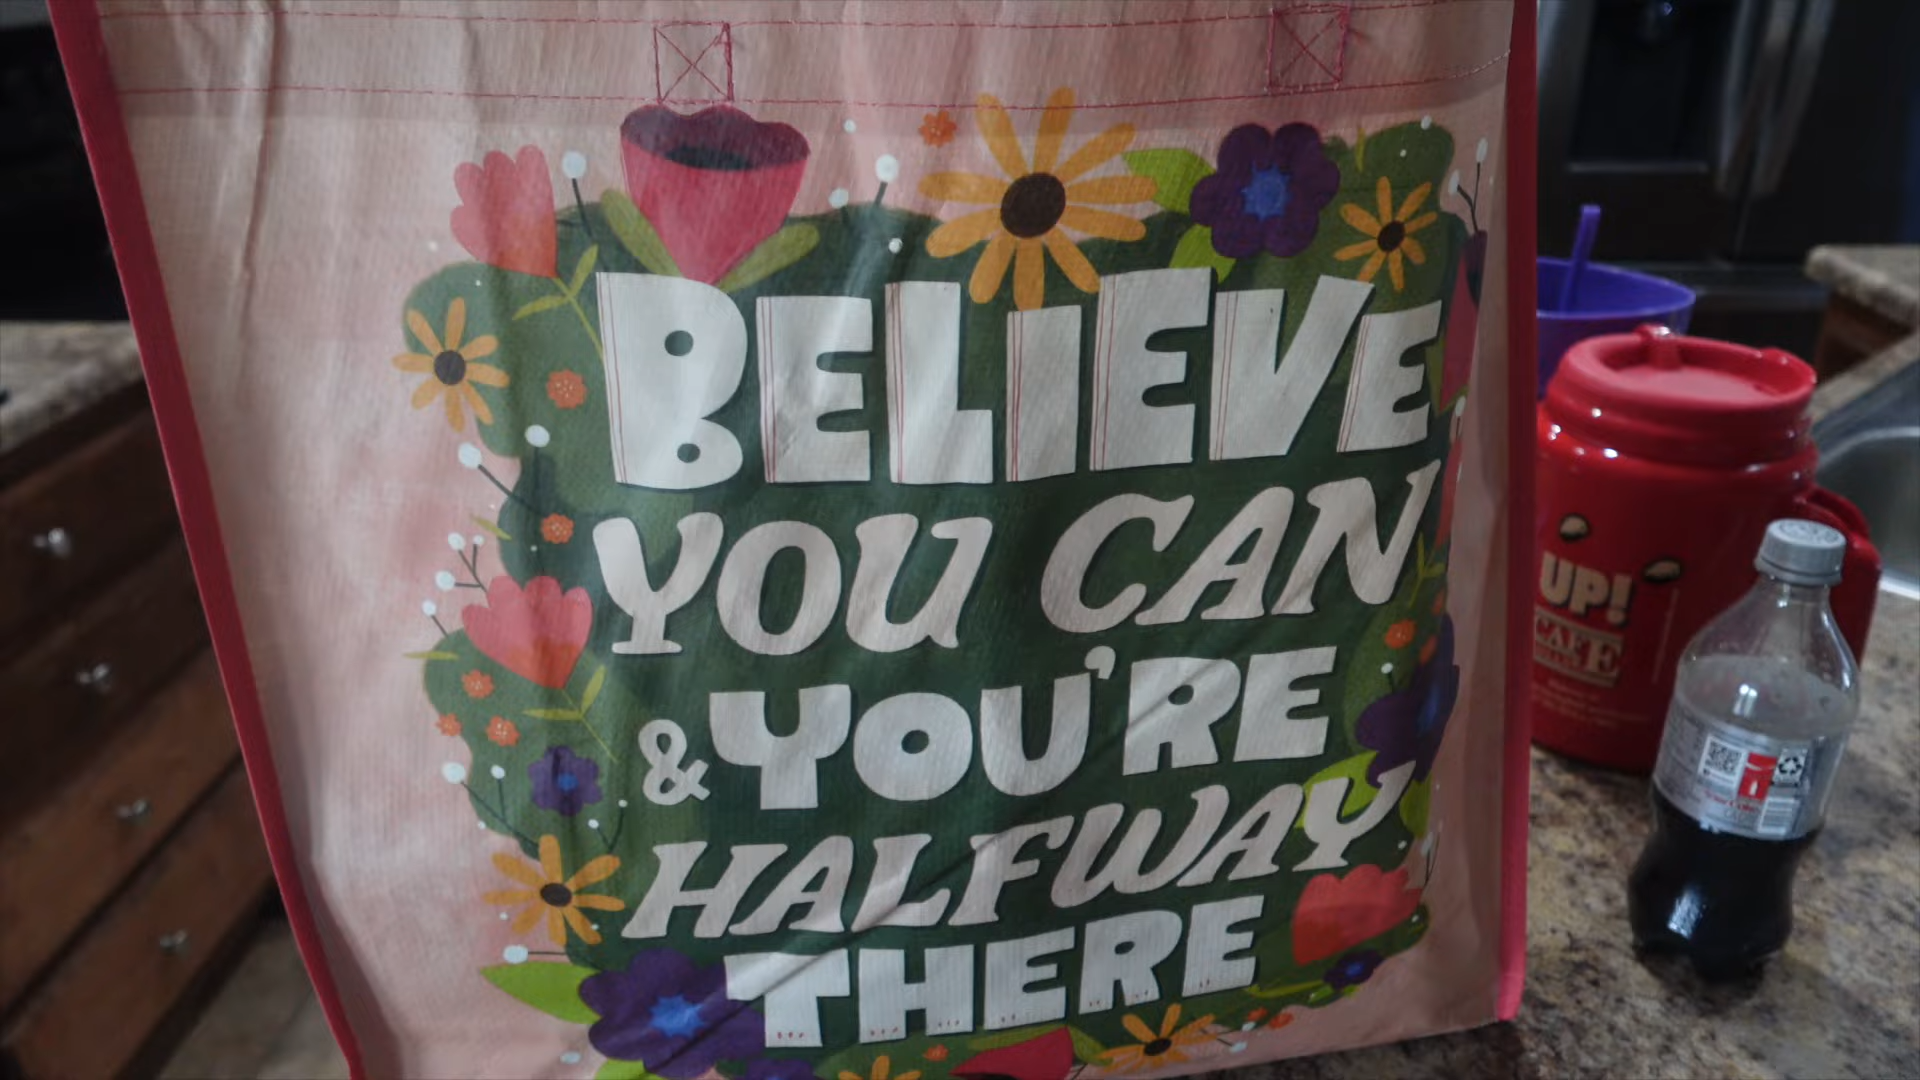 BELIEVE
YOU CAN
& YOU'RE
HALFWAY
THERE
UP!
CAFE